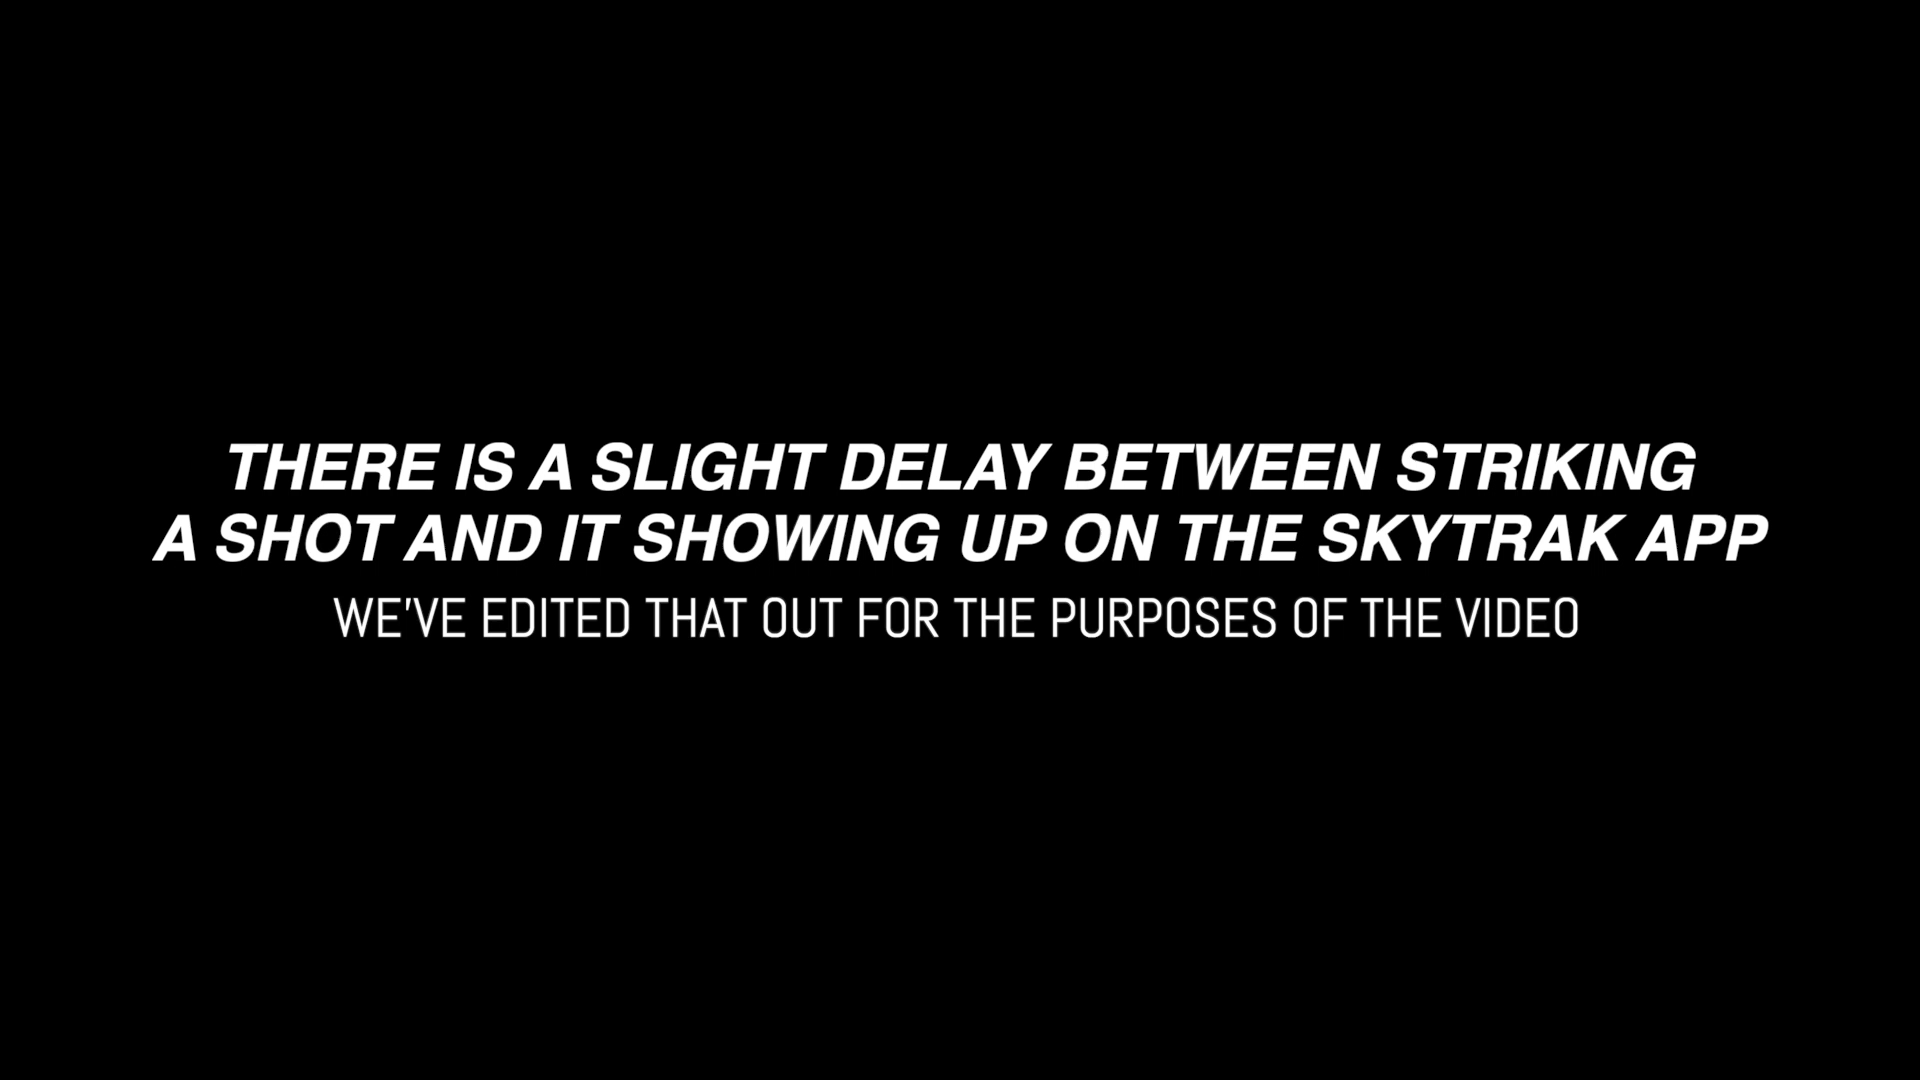 THERE IS A SLIGHT DELAY BETWEEN STRIKING
A SHOT AND IT SHOWING UP ON THE SKYTRAK APP
WE'VE EDITED THAT OUT FOR THE PURPOSES OF THE VIDEO